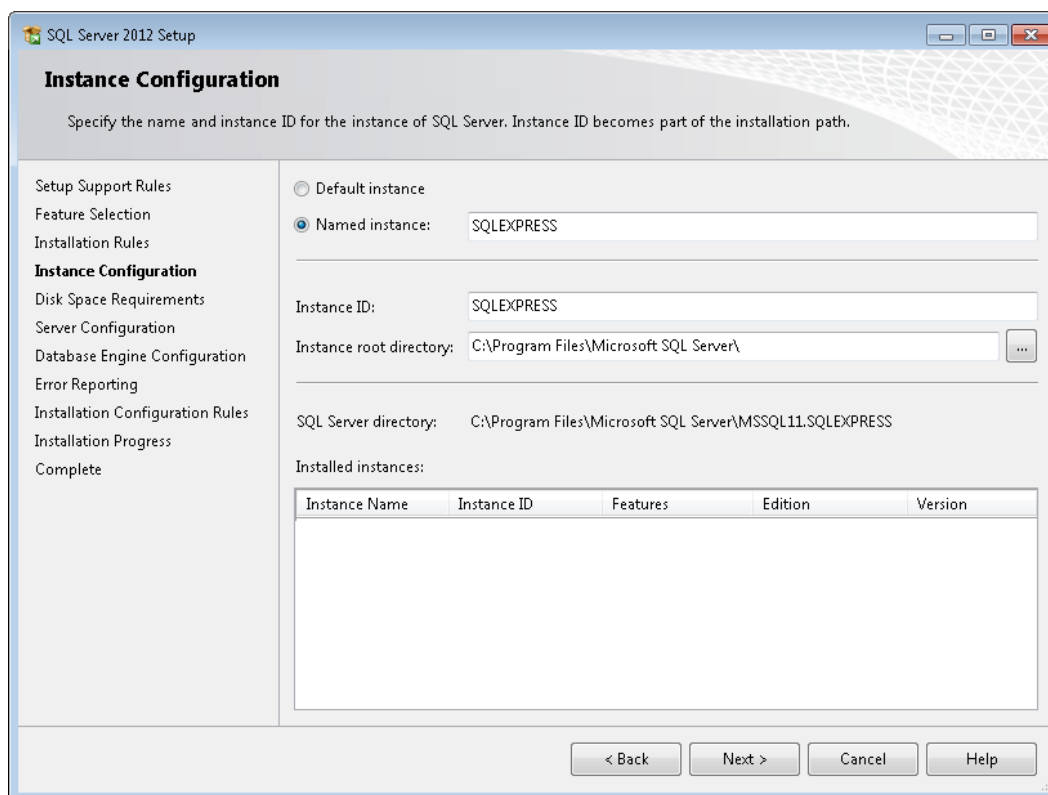 SQL Server 2012 Setup
Instance Configuration
Specify the name and instance ID for the instance of SQL Server. Instance ID becomes part of the installation path.
Setup Support Rules
Feature Selection
Installation Rules
Instance Configuration
Disk Space Requirements
Server Configuration
Database Engine Configuration
Error Reporting
Installation Configuration Rules
Installation Progress
Complete
Default instance
Named instance: SQLEXPRESS
Instance ID: SQLEXPRESS
Instance root directory: C:\Program Files\Microsoft SQL Server\ ...
SQL Server directory: C:\Program Files\Microsoft SQL Server\MSSQL11.SQLEXPRESS
Installed instances:
Instance Name Instance ID Features Edition Version
< Back Next > Cancel Help